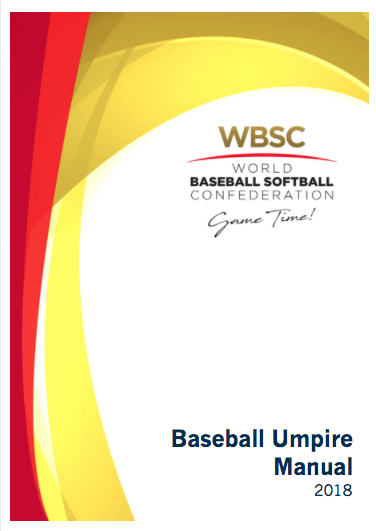 WBSC
WORLD
BASEBALL SOFTBALL
CONFEDERATION
Game Time!
Baseball Umpire
Manual
2018